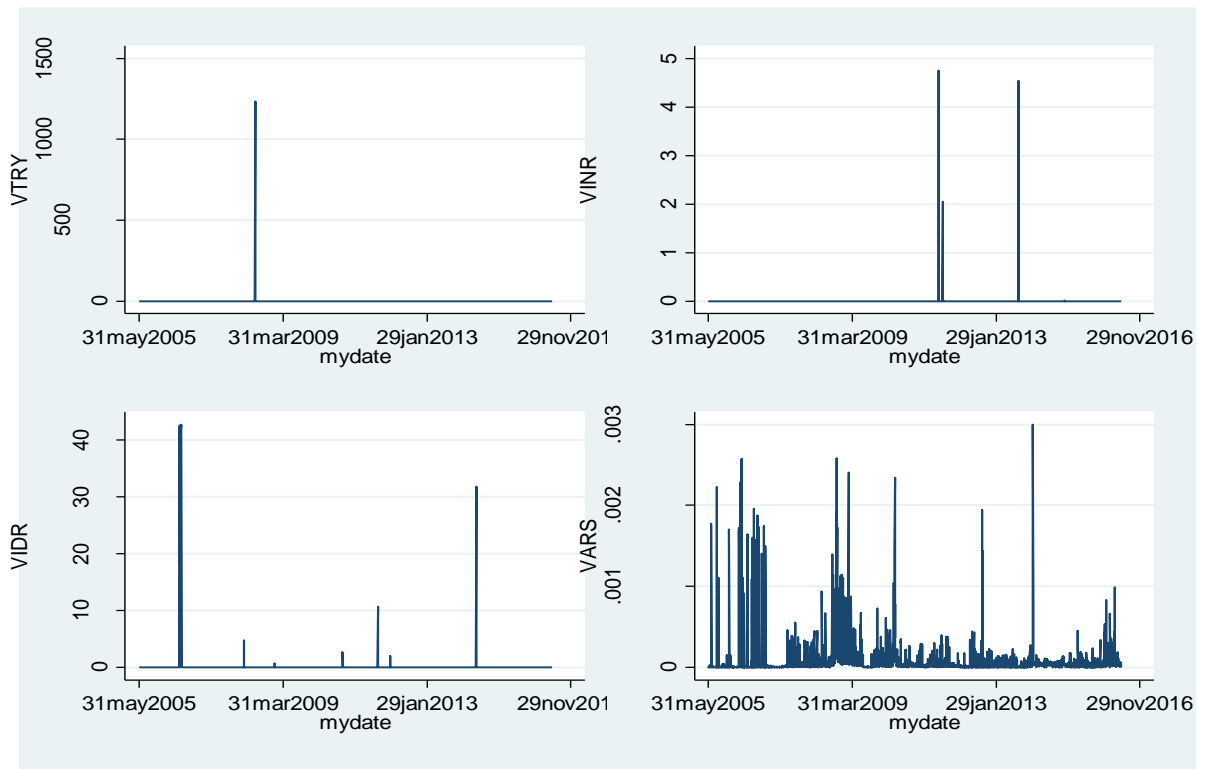 VTRY
1500
1000
500
0
31may2005 31mar2009 29jan2013 29nov201
mydate
VINR
5
4
3
2
1
0
31may2005 31mar2009 29jan2013 29nov2016
mydate
VIDR
40
30
20
10
0
31may2005 31mar2009 29jan2013 29nov201
mydate
VARS
.003
.002
.001
0
31may2005 31mar2009 29jan2013 29nov2016
mydate